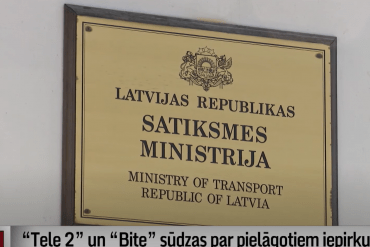 LATVIJAS REPUBLIKAS
SATIKSMES
MINISTRIJA
MINISTRY OF TRANSPORT
REPUBLIC OF LATVIA
“Tele 2” un “Bite” sūdzas par pielāgotiem iepirku